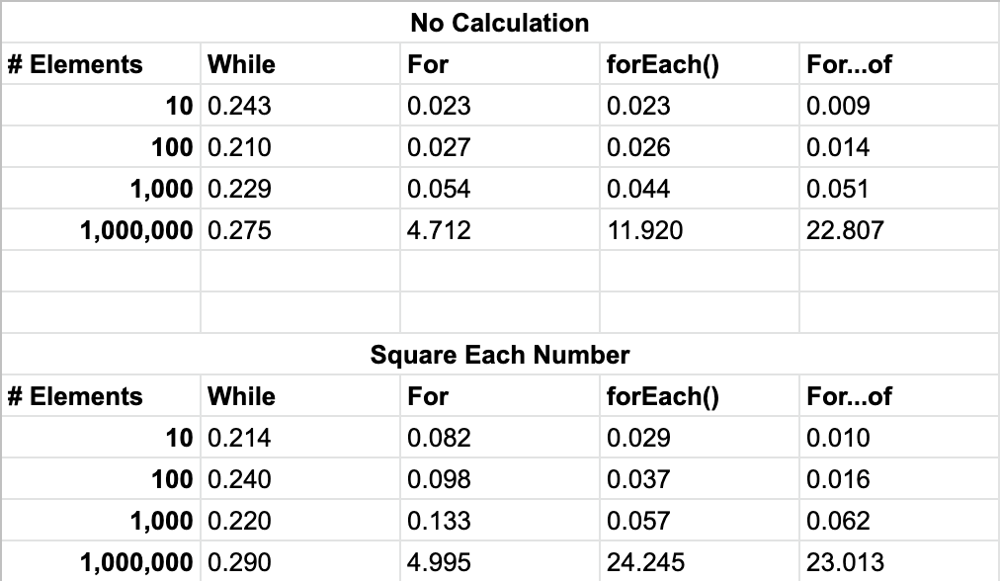 No Calculation
# Elements While For forEach() For...of
10 0.243 0.023 0.023 0.009
100 0.210 0.027 0.026 0.014
1,000 0.229 0.054 0.044 0.051
1,000,000 0.275 4.712 11.920 22.807
Square Each Number
# Elements While For forEach() For...of
10 0.214 0.082 0.029 0.010
100 0.240 0.098 0.037 0.016
1,000 0.220 0.133 0.057 0.062
1,000,000 0.290 4.995 24.245 23.013